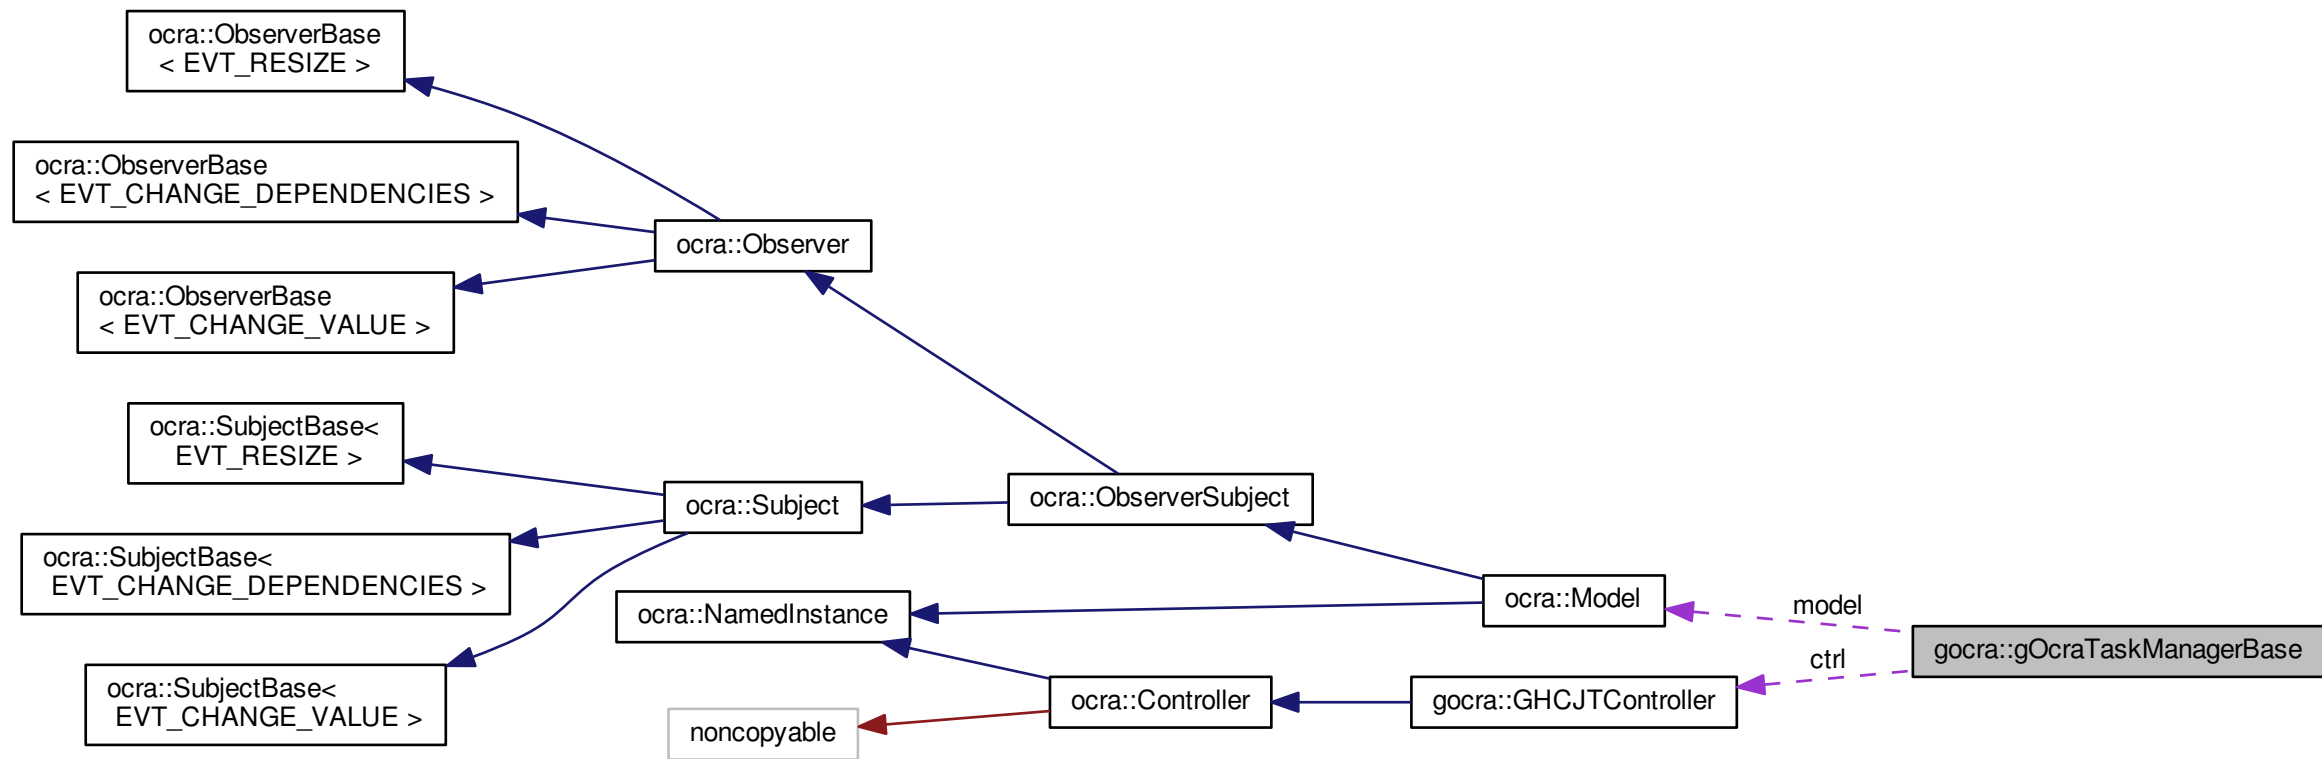 ocra::ObserverBase
< EVT_RESIZE >
ocra::ObserverBase
< EVT_CHANGE_DEPENDENCIES >
ocra::Observer
ocra::ObserverBase
< EVT_CHANGE_VALUE >
ocra::SubjectBase<
EVT_RESIZE >
ocra::Subject
ocra::ObserverSubject
ocra::SubjectBase<
EVT_CHANGE_DEPENDENCIES >
ocra::NamedInstance
ocra::Model
model
gocra::gOcraTaskManagerBase
ctrl
ocra::SubjectBase<
EVT_CHANGE_VALUE >
ocra::Controller
gocra::GHCJTController
noncopyable